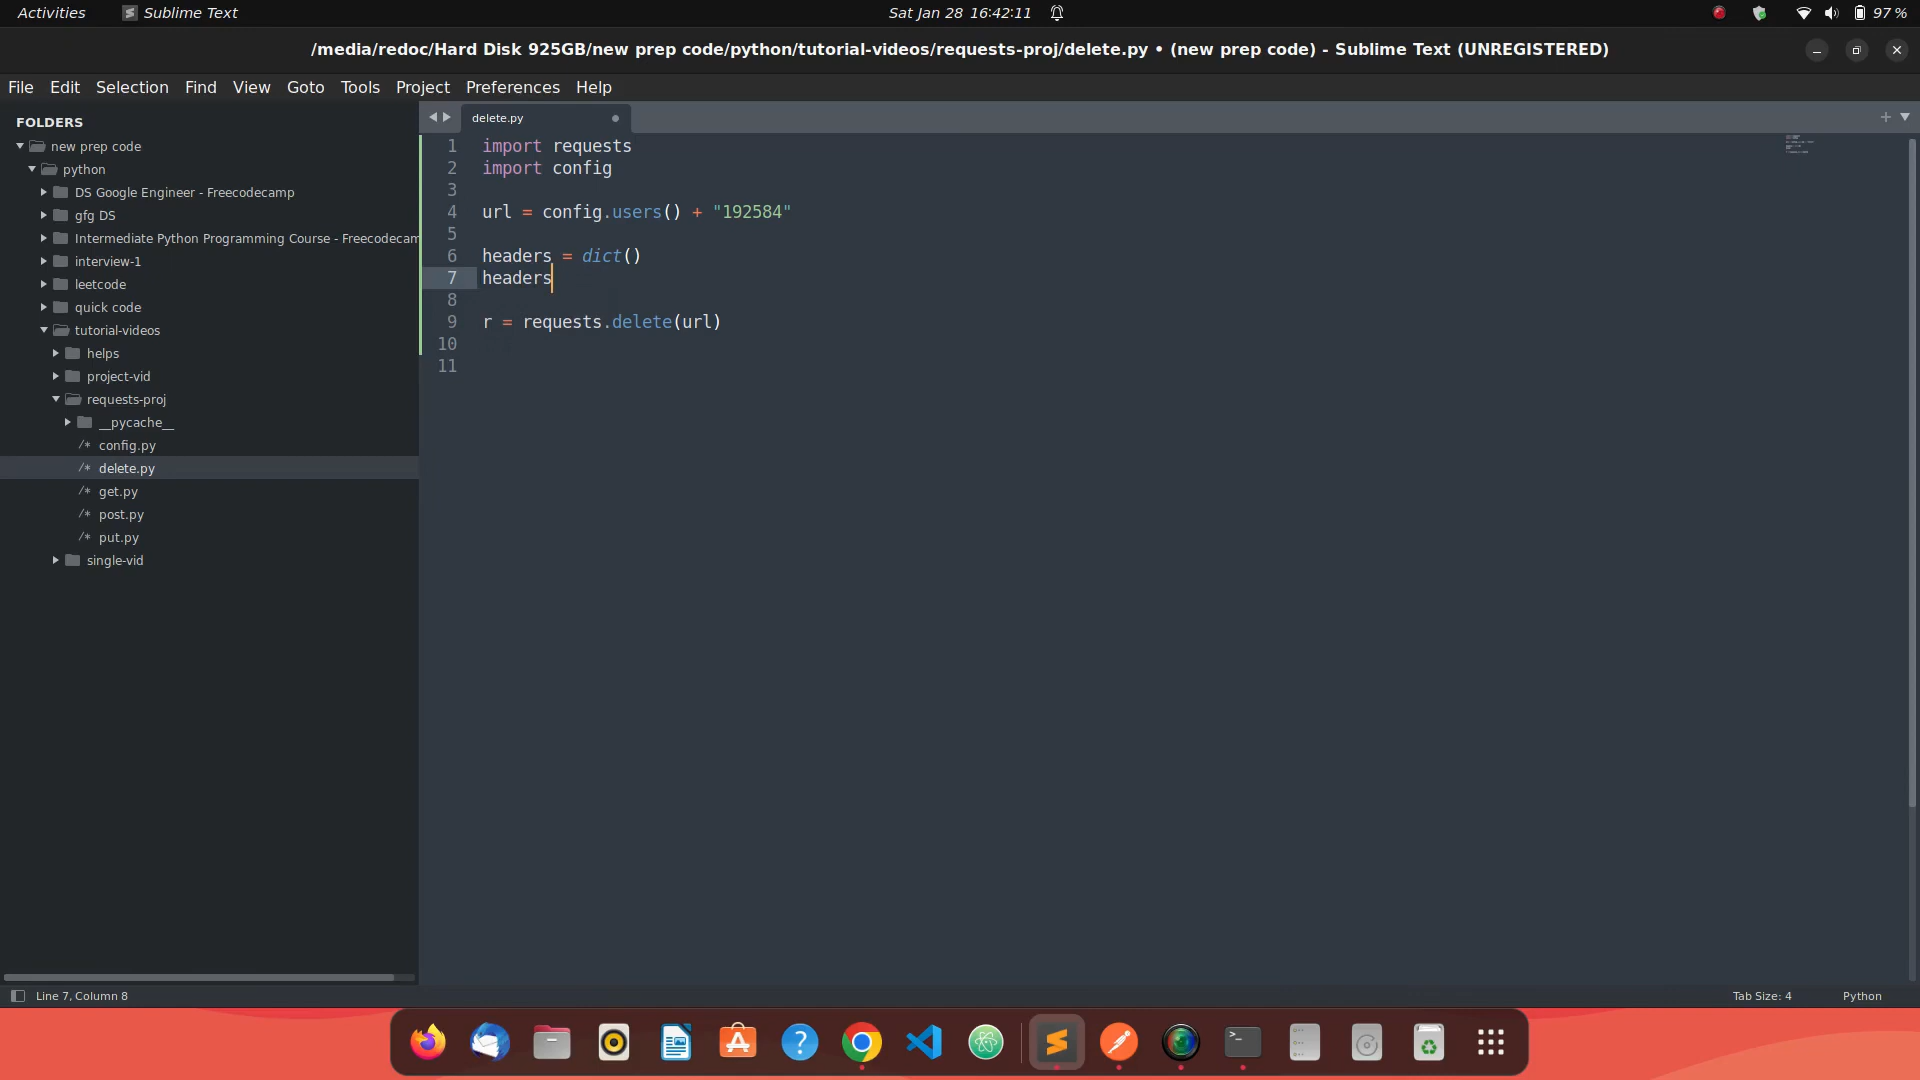 Activities Sublime Text Sat Jan 28 16:42:11 97 %
/media/redoc/Hard Disk 925GB/new prep code/python/tutorial-videos/requests-proj/delete.py • (new prep code) - Sublime Text (UNREGISTERED)
File Edit Selection Find View Goto Tools Project Preferences Help
FOLDERS
new prep code
python
DS Google Engineer - Freecodecamp
gfg DS
Intermediate Python Programming Course - Freecodecam
interview-1
leetcode
quick code
tutorial-videos
helps
project-vid
requests-proj
__pycache__
/* config.py
/* delete.py
/* get.py
/* post.py
/* put.py
single-vid
delete.py
1 import requests
2 import config
3
4 url = config.users() + "192584"
5
6 headers = dict()
7 headers
8
9 r = requests.delete(url)
10
11
Line 7, Column 8 Tab Size: 4 Python